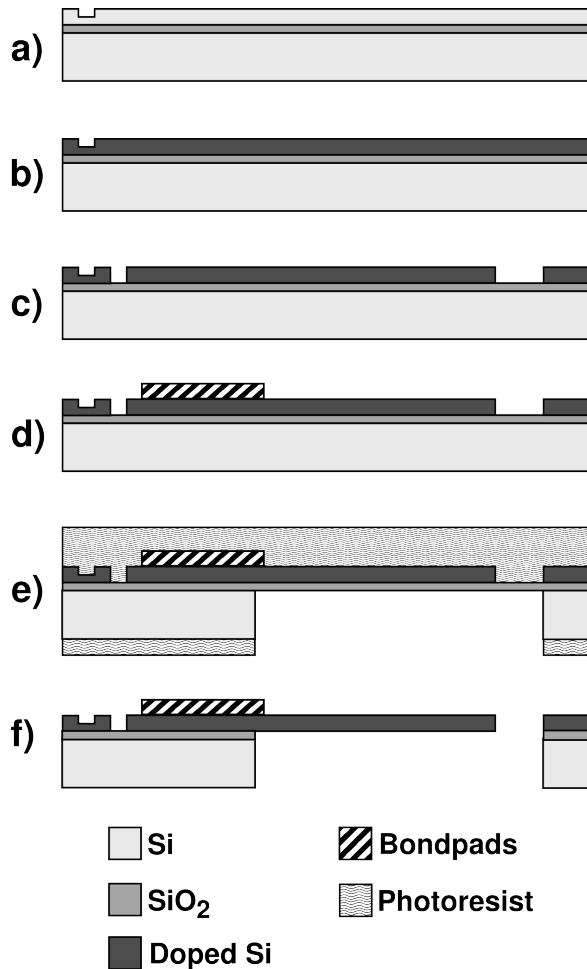 a)
b)
c)
d)
e)
f)
Si
Bondpads
SiO₂
Photoresist
Doped Si